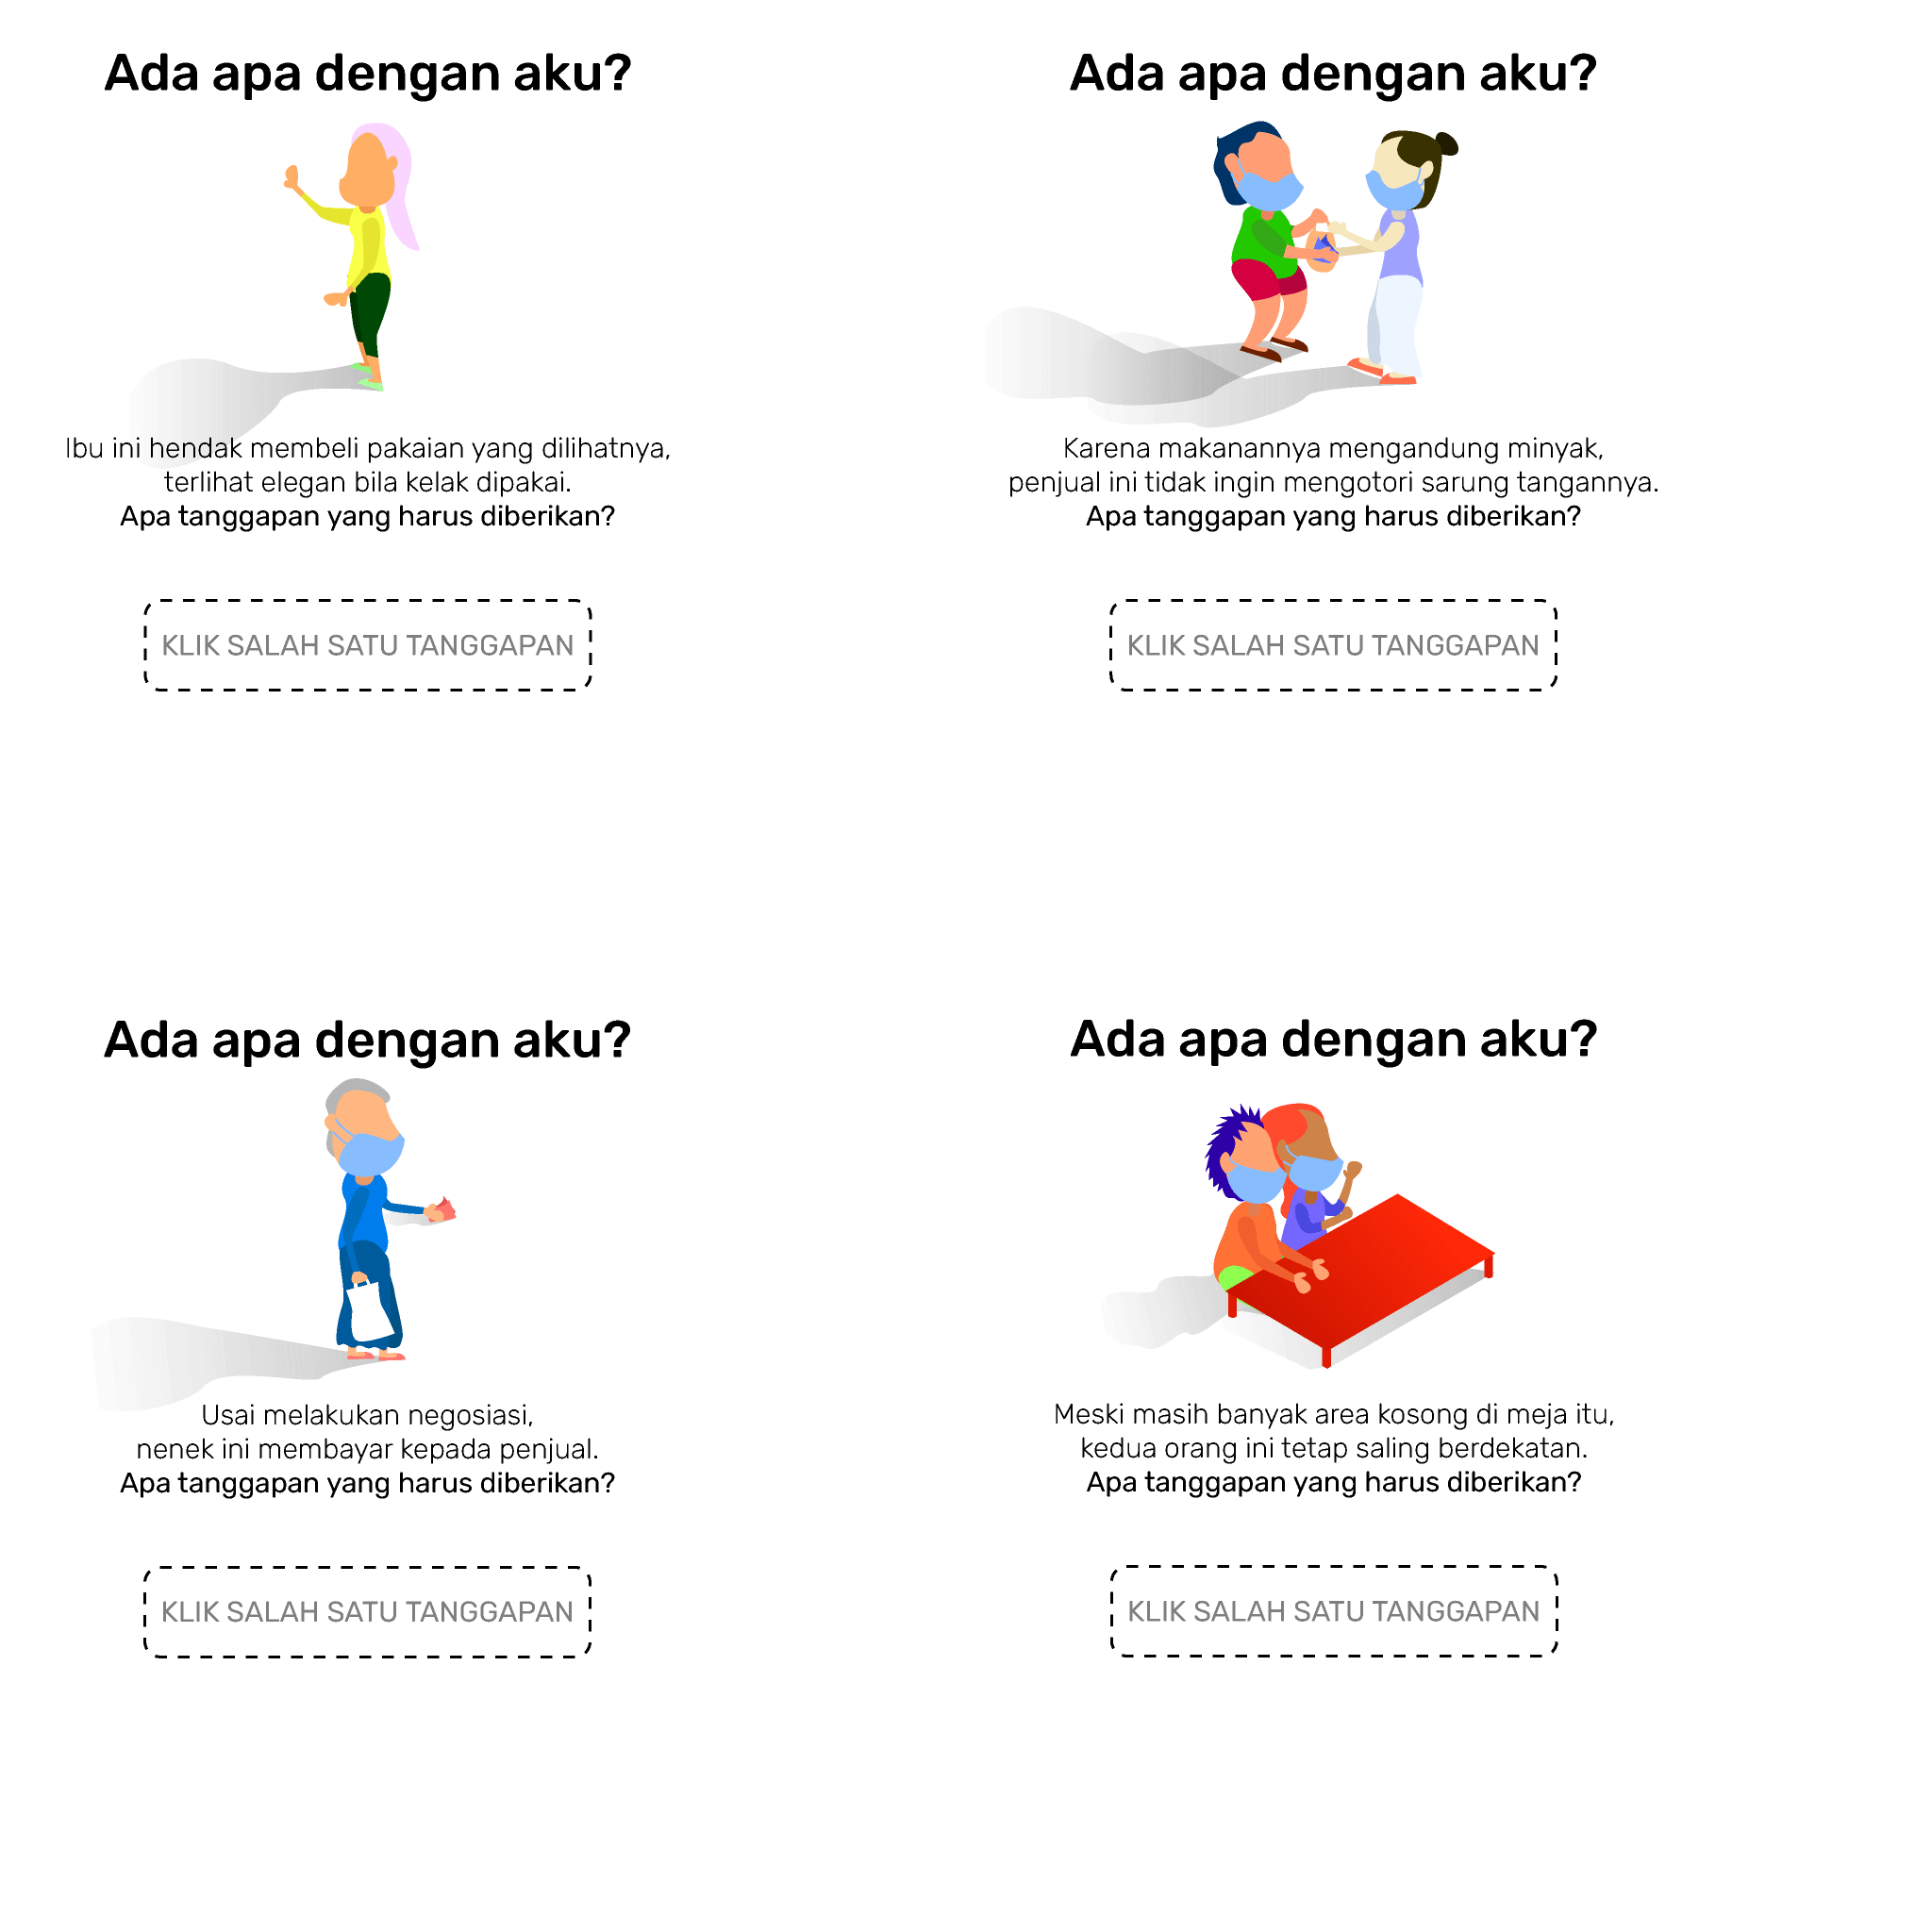 Ada apa dengan aku?
Ibu ini hendak membeli pakaian yang dilihatnya,
terlihat elegan bila kelak dipakai.
Apa tanggapan yang harus diberikan?
KLIK SALAH SATU TANGGAPAN
Ada apa dengan aku?
Karena makanannya mengandung minyak,
penjual ini tidak ingin mengotori sarung tangannya.
Apa tanggapan yang harus diberikan?
KLIK SALAH SATU TANGGAPAN
Ada apa dengan aku?
Usai melakukan negosiasi,
nenek ini membayar kepada penjual.
Apa tanggapan yang harus diberikan?
KLIK SALAH SATU TANGGAPAN
Ada apa dengan aku?
Meski masih banyak area kosong di meja itu,
kedua orang ini tetap saling berdekatan.
Apa tanggapan yang harus diberikan?
KLIK SALAH SATU TANGGAPAN